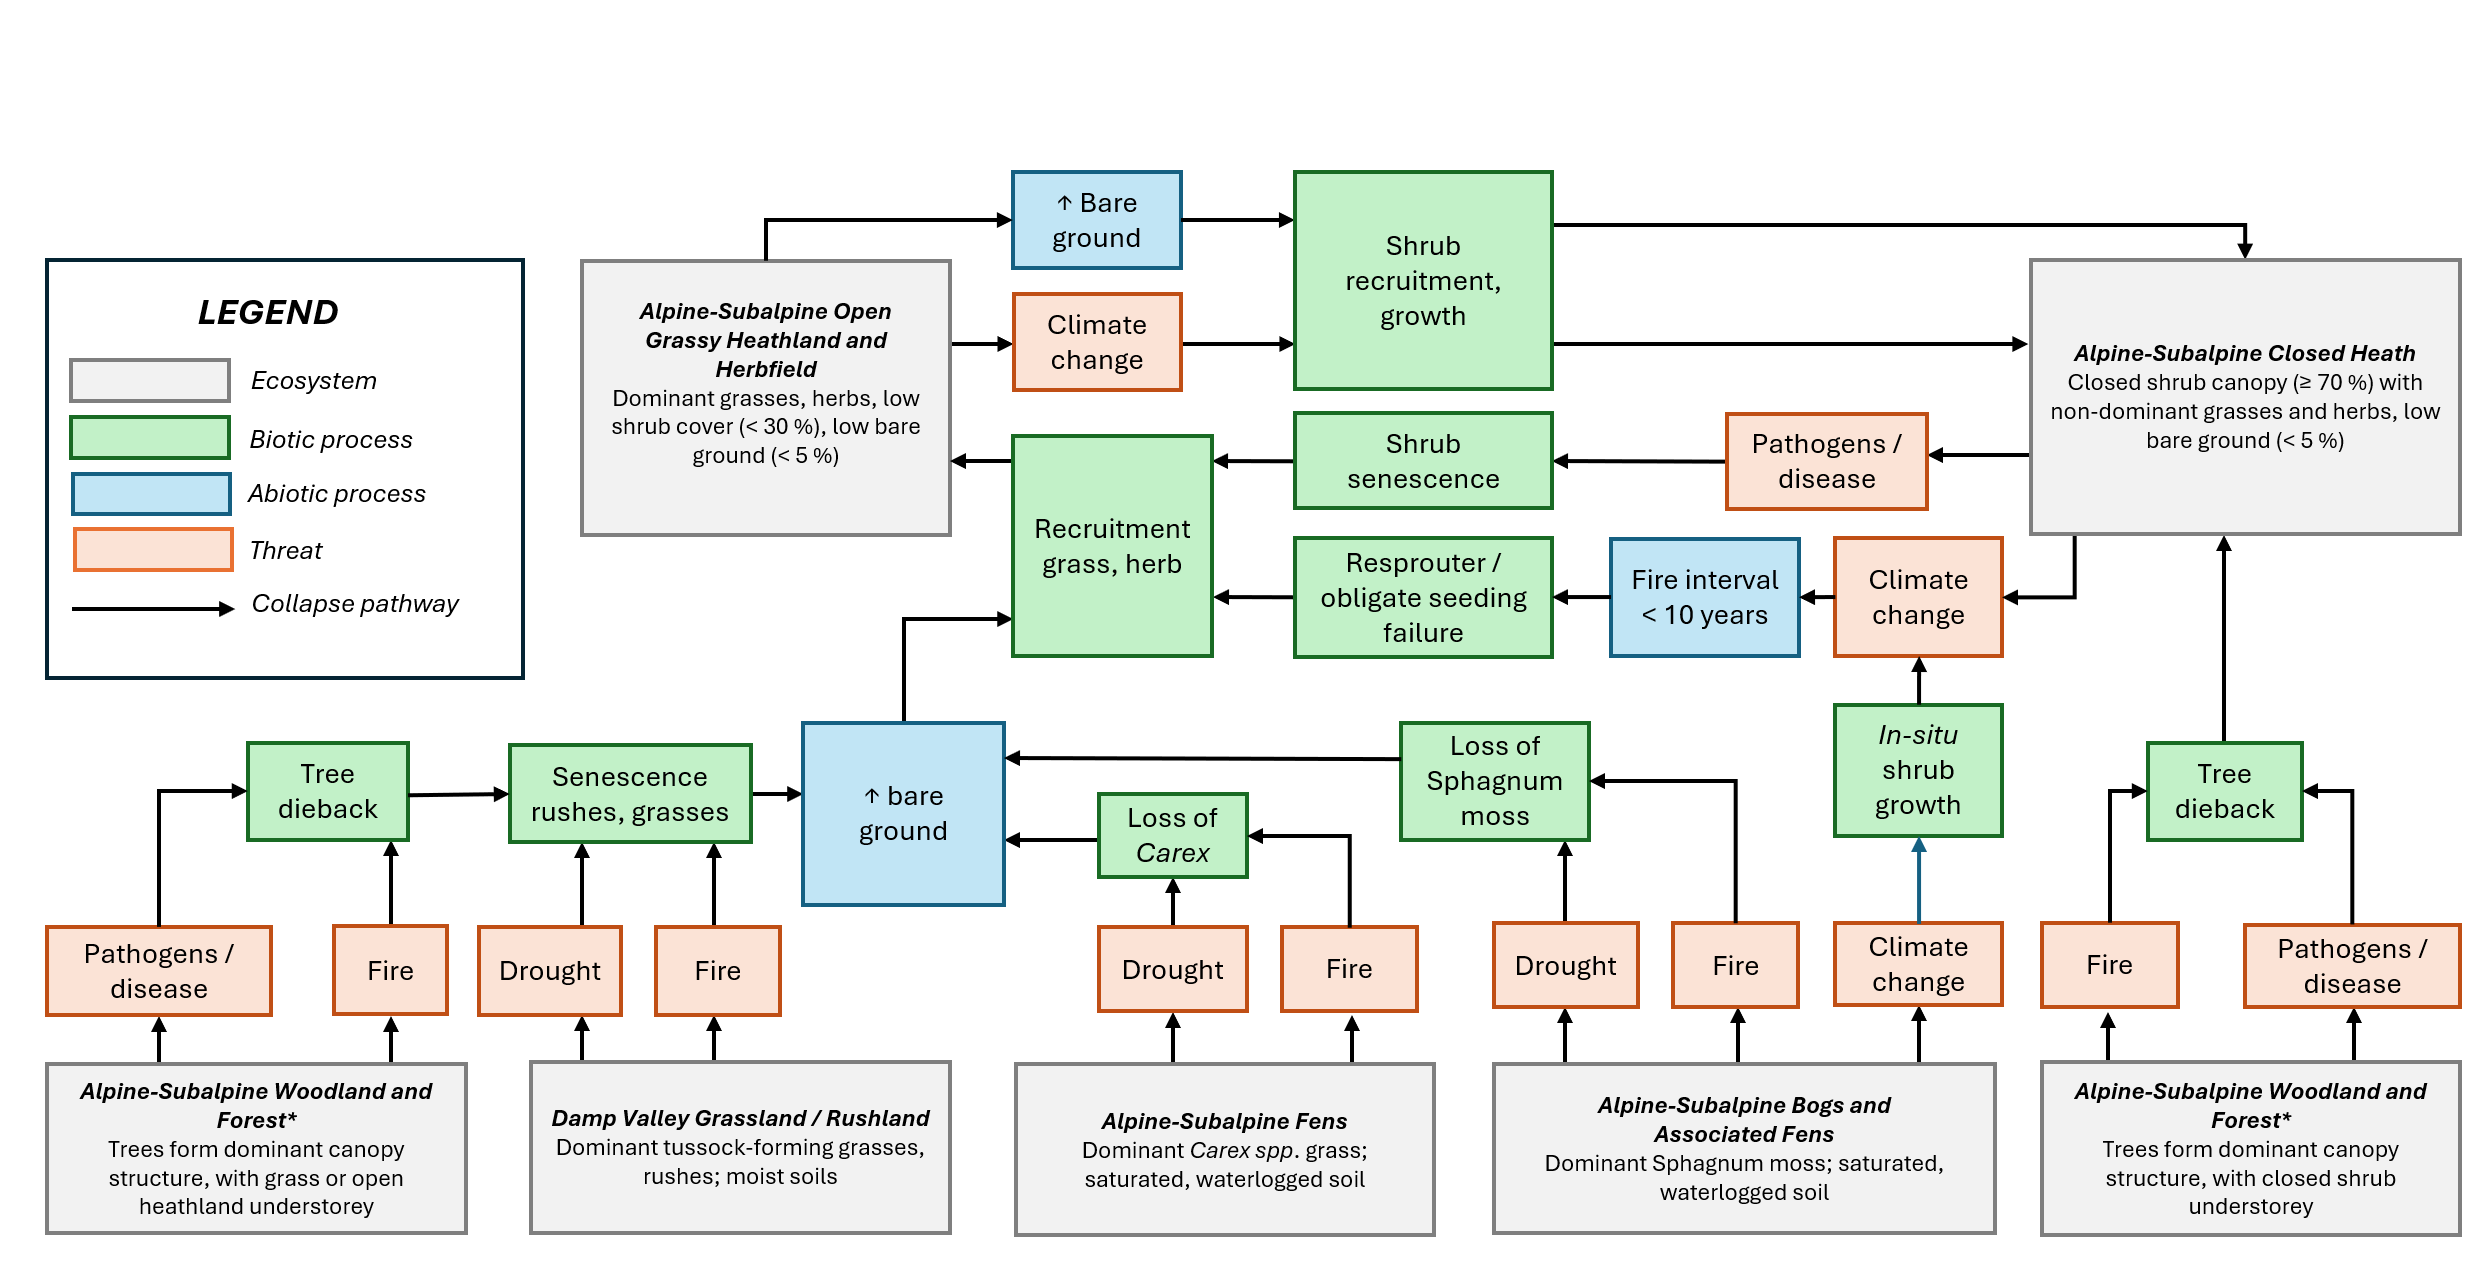 ↑ Bare
ground
Shrub
recruitment,
growth
Climate
change
LEGEND
Ecosystem
Biotic process
Abiotic process
Threat
Collapse pathway
Alpine-Subalpine Open
Grassy Heathland and
Herbfield
Dominant grasses, herbs, low
shrub cover (< 30 %), low bare
ground (< 5 %)
Alpine-Subalpine Closed Heath
Closed shrub canopy (≥ 70 %) with
non-dominant grasses and herbs, low
bare ground (< 5 %)
Shrub
senescence
Pathogens /
disease
Recruitment
grass, herb
Resprouter /
obligate seeding
failure
Fire interval
< 10 years
Climate
change
Tree
dieback
Senescence
rushes, grasses
↑ bare
ground
Loss of
Carex
Loss of
Sphagnum
moss
In-situ
shrub
growth
Tree
dieback
Pathogens /
disease
Fire
Drought
Fire
Drought
Fire
Drought
Fire
Climate
change
Fire
Pathogens /
disease
Alpine-Subalpine Woodland and
Forest*
Trees form dominant canopy
structure, with grass or open
heathland understorey
Damp Valley Grassland / Rushland
Dominant tussock-forming grasses,
rushes; moist soils
Alpine-Subalpine Fens
Dominant Carex spp. grass;
saturated, waterlogged soil
Alpine-Subalpine Bogs and
Associated Fens
Dominant Sphagnum moss; saturated,
waterlogged soil
Alpine-Subalpine Woodland and
Forest*
Trees form dominant canopy
structure, with closed shrub
understorey